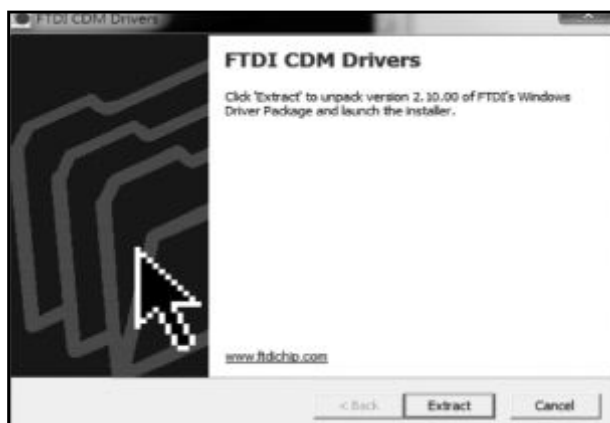 FTDI CDM Drivers
FTDI CDM Drivers
Click 'Extract' to unpack version 2.10.00 of FTDI's Windows
Driver Package and launch the installer.
www.ftdichip.com
< Back
Extract
Cancel